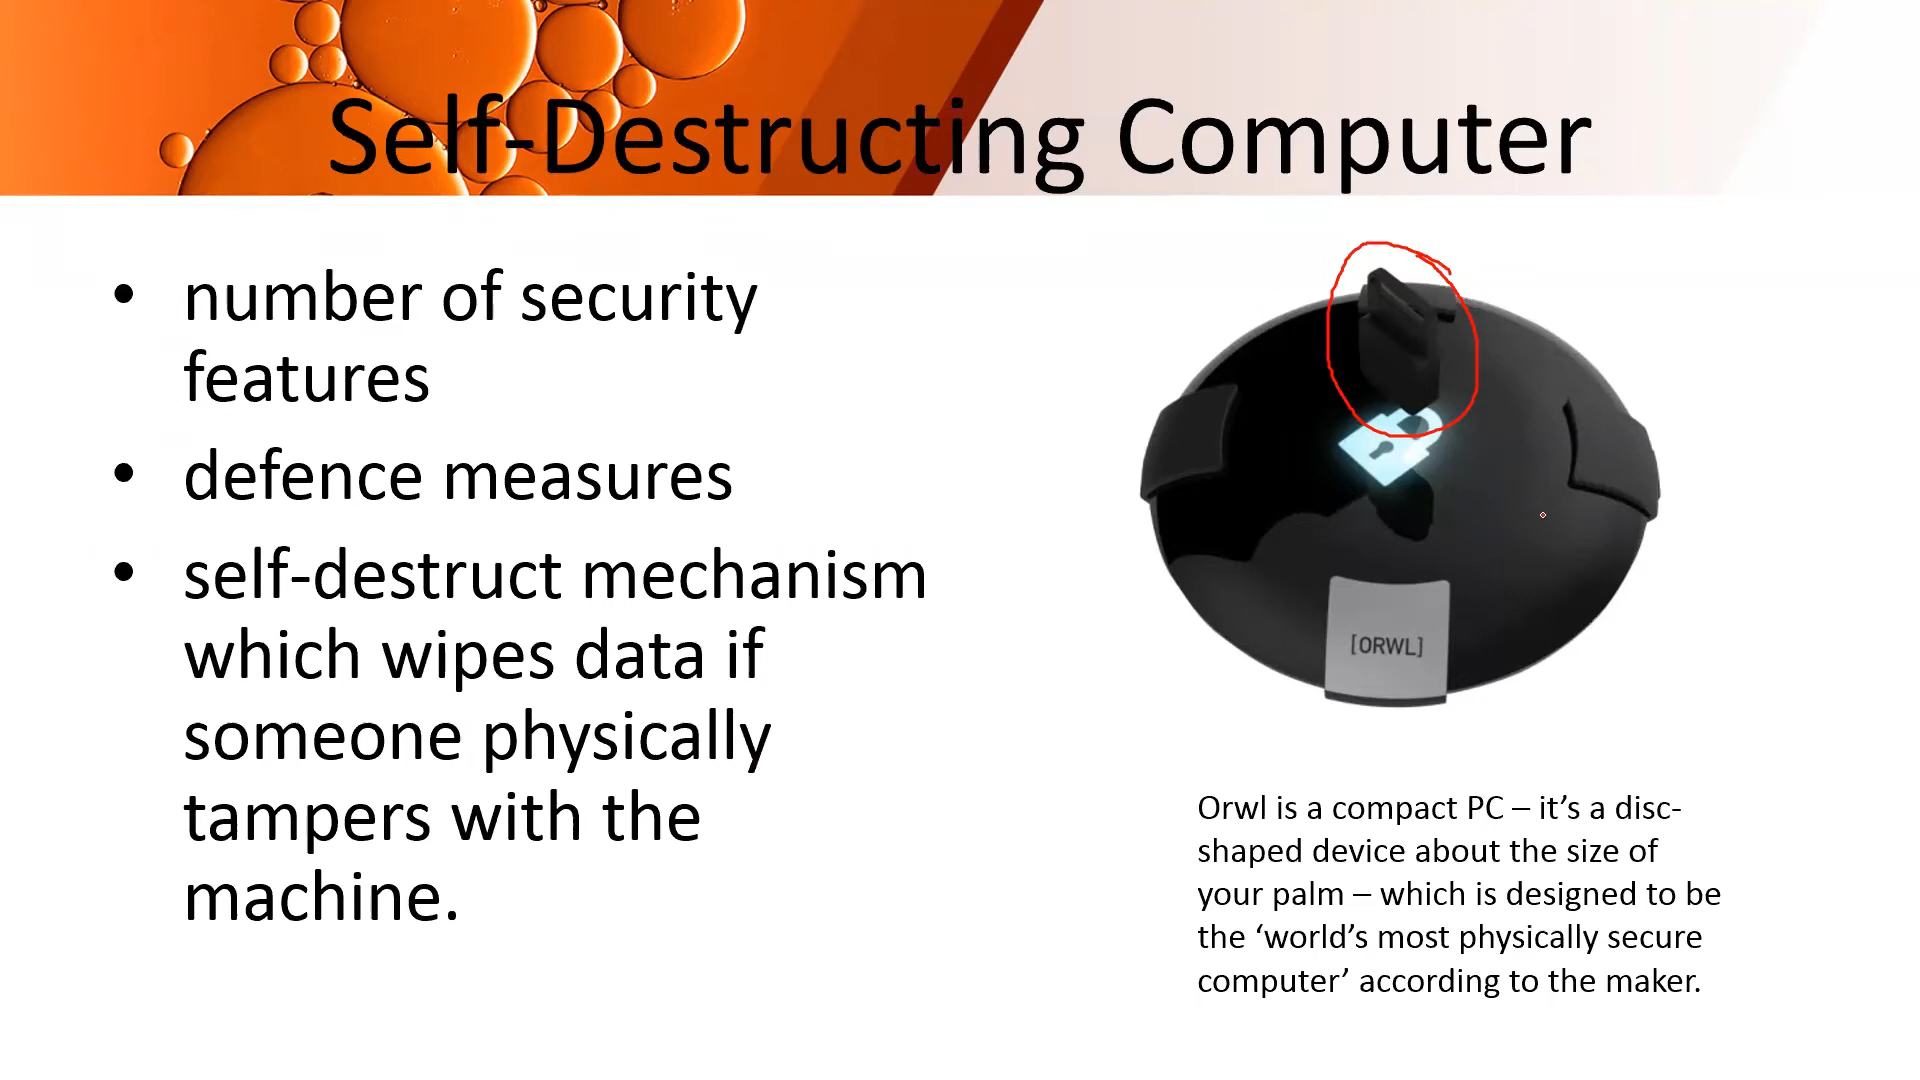 Self-Destructing Computer
• number of security
features
• defence measures
• self-destruct mechanism
which wipes data if
someone physically
tampers with the
machine.
[ORWL]
Orwl is a compact PC – it’s a disc-
shaped device about the size of
your palm – which is designed to be
the ‘world’s most physically secure
computer’ according to the maker.